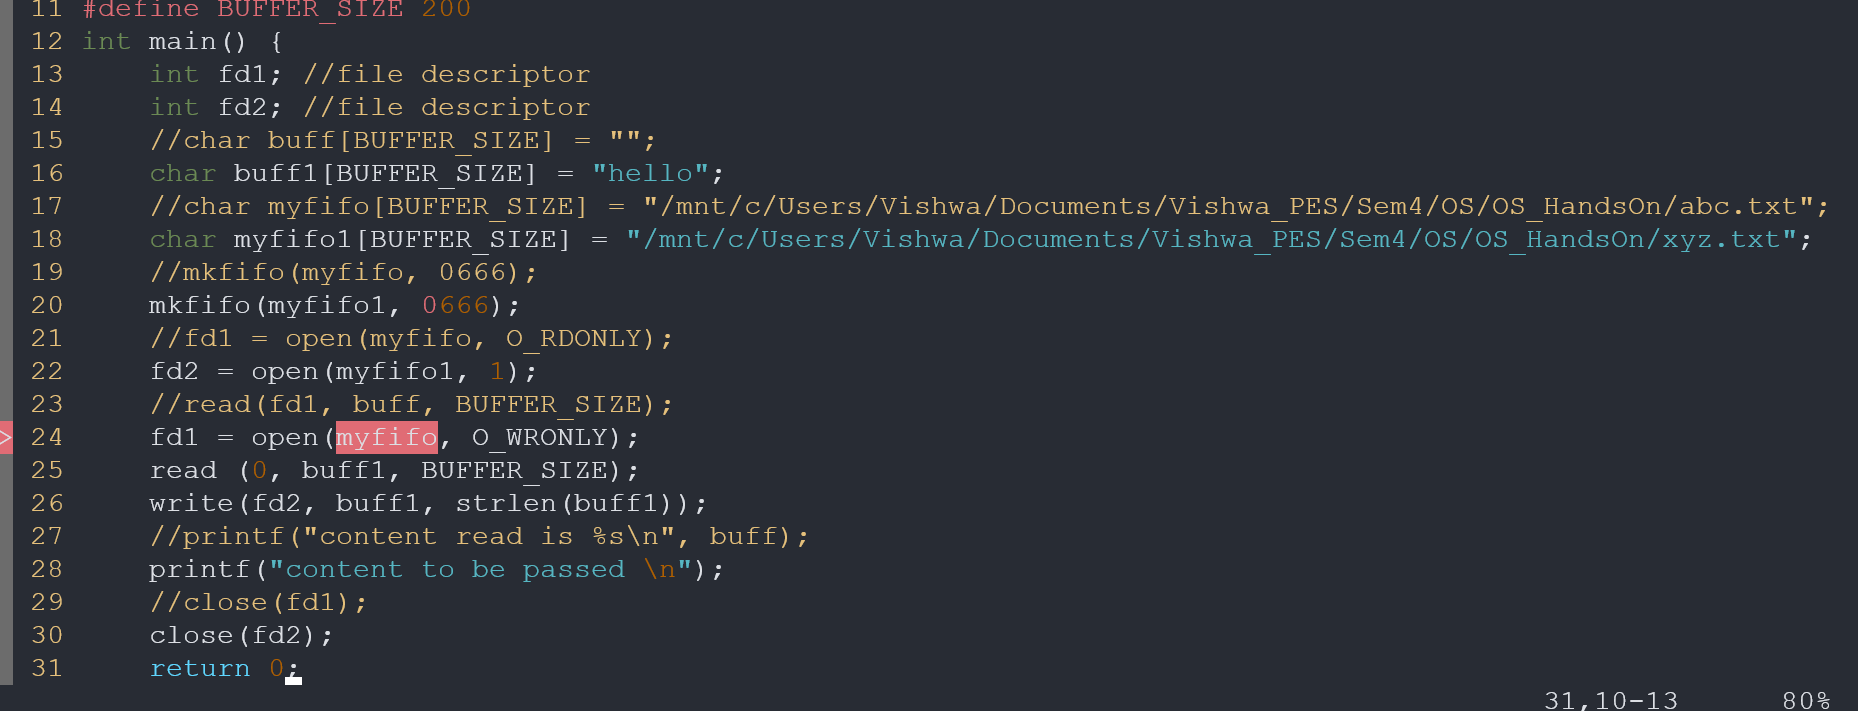 11 #define BUFFER_SIZE 200
12 int main() {
13     int fd1; //file descriptor
14     int fd2; //file descriptor
15     //char buff[BUFFER_SIZE] = "";
16     char buff1[BUFFER_SIZE] = "hello";
17     //char myfifo[BUFFER_SIZE] = "/mnt/c/Users/Vishwa/Documents/Vishwa_PES/Sem4/OS/OS_HandsOn/abc.txt";
18     char myfifo1[BUFFER_SIZE] = "/mnt/c/Users/Vishwa/Documents/Vishwa_PES/Sem4/OS/OS_HandsOn/xyz.txt";
19     //mkfifo(myfifo, 0666);
20     mkfifo(myfifo1, 0666);
21     //fd1 = open(myfifo, O_RDONLY);
22     fd2 = open(myfifo1, 1);
23     //read(fd1, buff, BUFFER_SIZE);
> 24     fd1 = open(myfifo, O_WRONLY);
25     read (0, buff1, BUFFER_SIZE);
26     write(fd2, buff1, strlen(buff1));
27     //printf("content read is %s\n", buff);
28     printf("content to be passed \n");
29     //close(fd1);
30     close(fd2);
31     return 0;
31,10-13 80%